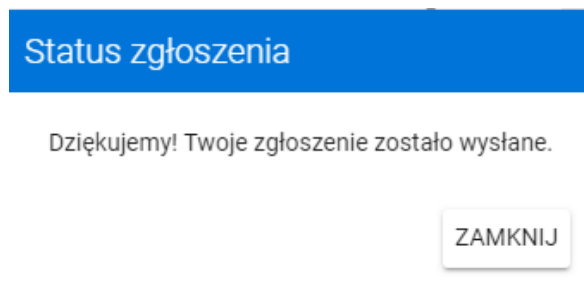 Status zgłoszenia
Dziękujemy! Twoje zgłoszenie zostało wysłane.
ZAMKNIJ